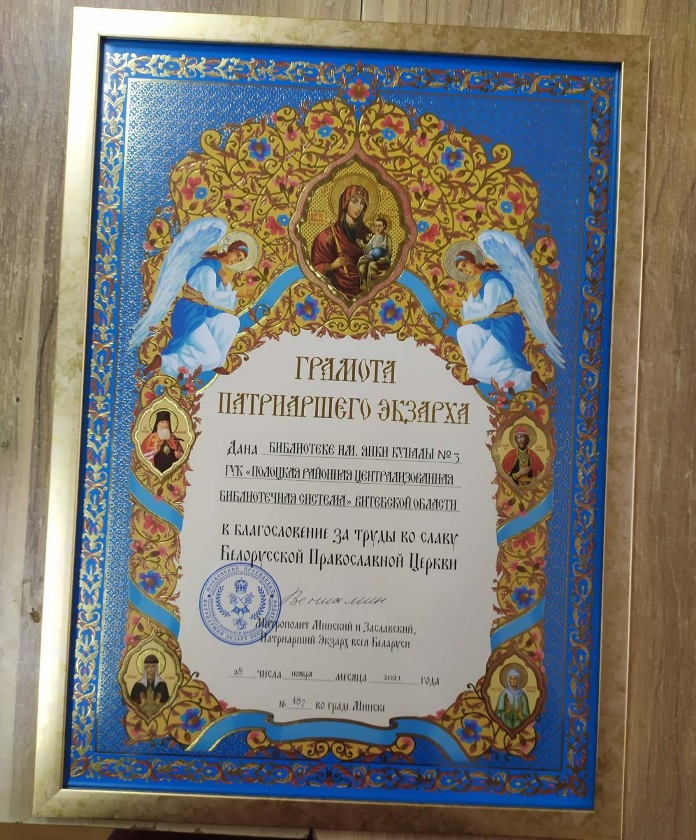 Грамота
Патриаршего Экзарха
Дана Библиотеке им. Янки Купалы № 3
ГУК «Полоцкая районная централизованная
библиотечная система» Витебской области
в благословение за труды во славу
Белорусской Православной Церкви
Вениамин
Митрополит Минский и Заславский,
Патриарший Экзарх всея Беларуси
28 числа ноября месяца 2021 года
№ 487 во граде Минске